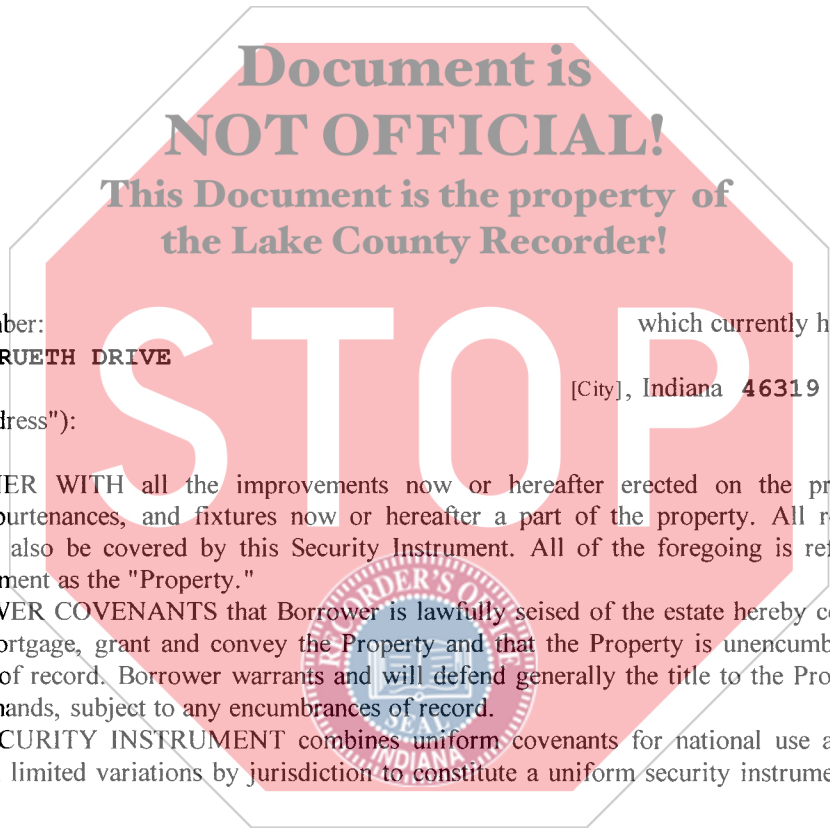 Document is
NOT OFFICIAL!
This Document is the property of
the Lake County Recorder!
ber: which currently h
RUETH DRIVE
[City], Indiana 46319
dress"):
STOP
ER WITH all the improvements now or hereafter erected on the pr
purtenances, and fixtures now or hereafter a part of the property. All r
also be covered by this Security Instrument. All of the foregoing is ref
ment as the "Property."
WER COVENANTS that Borrower is lawfully seised of the estate hereby c
ortgage, grant and convey the Property and that the Property is unencumb
of record. Borrower warrants and will defend generally the title to the Pro
nands, subject to any encumbrances of record.
CURITY INSTRUMENT combines uniform covenants for national use a
limited variations by jurisdiction to constitute a uniform security instrume
RECORDER'S OFFICE
SEAL
INDIANA